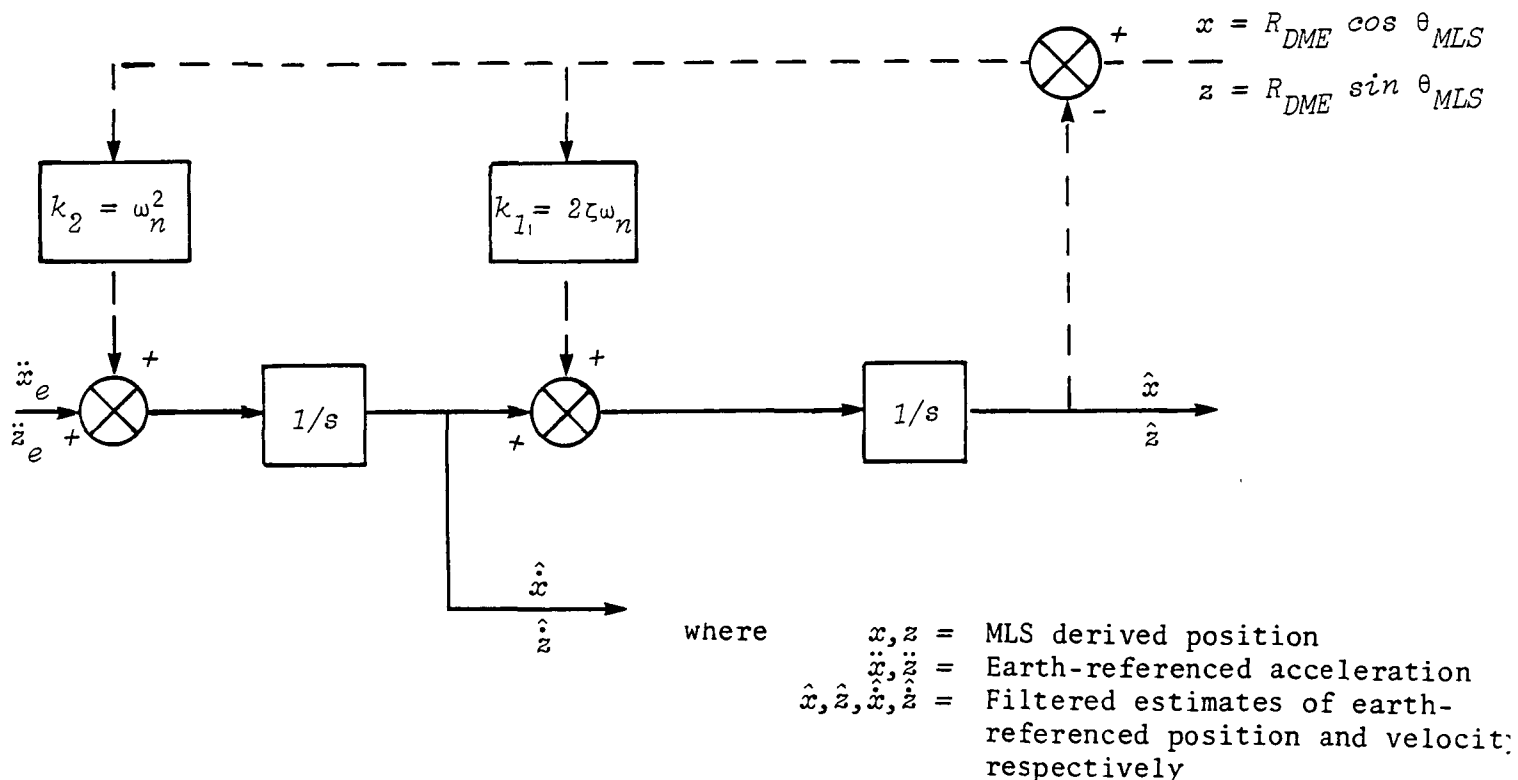 +
x = R_DME cos θ_MLS
z = R_DME sin θ_MLS
-
k_2 = ω_n^2
k_1 = 2ζω_n
+
+
ẍ_e
z̈_e
+
1/s
+
1/s
x̂
ẑ
ẋ̂
ż̂
where
x,z = MLS derived position
ẍ,z̈ = Earth-referenced acceleration
x̂,ẑ,ẋ̂,ż̂ = Filtered estimates of earth-
referenced position and velocit
respectively